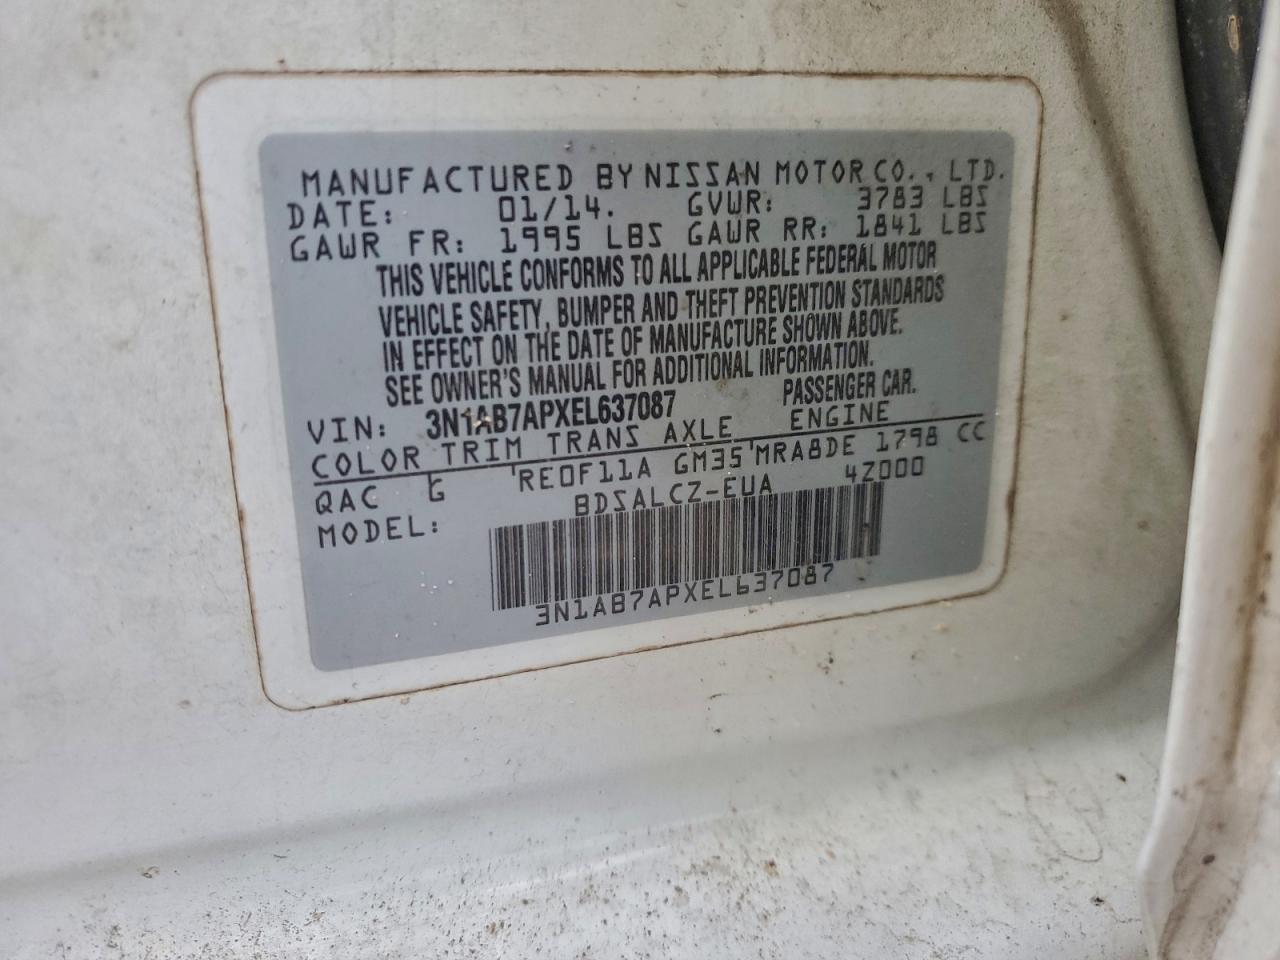 MANUFACTURED BY NISSAN MOTOR CO., LTD.
DATE: 01/14. GVWR: 3783 LBS
GAWR FR: 1995 LBS GAWR RR: 1841 LBS
THIS VEHICLE CONFORMS TO ALL APPLICABLE FEDERAL MOTOR
VEHICLE SAFETY, BUMPER AND THEFT PREVENTION STANDARDS
IN EFFECT ON THE DATE OF MANUFACTURE SHOWN ABOVE.
SEE OWNER'S MANUAL FOR ADDITIONAL INFORMATION.
VIN: 3N1AB7APXEL637087 PASSENGER CAR.
COLOR TRIM TRANS AXLE ENGINE
QAC G RE0F11A GM35 MRA8DE 1798 CC
MODEL: BDSALCZ-EUA 4Z000
3N1AB7APXEL637087